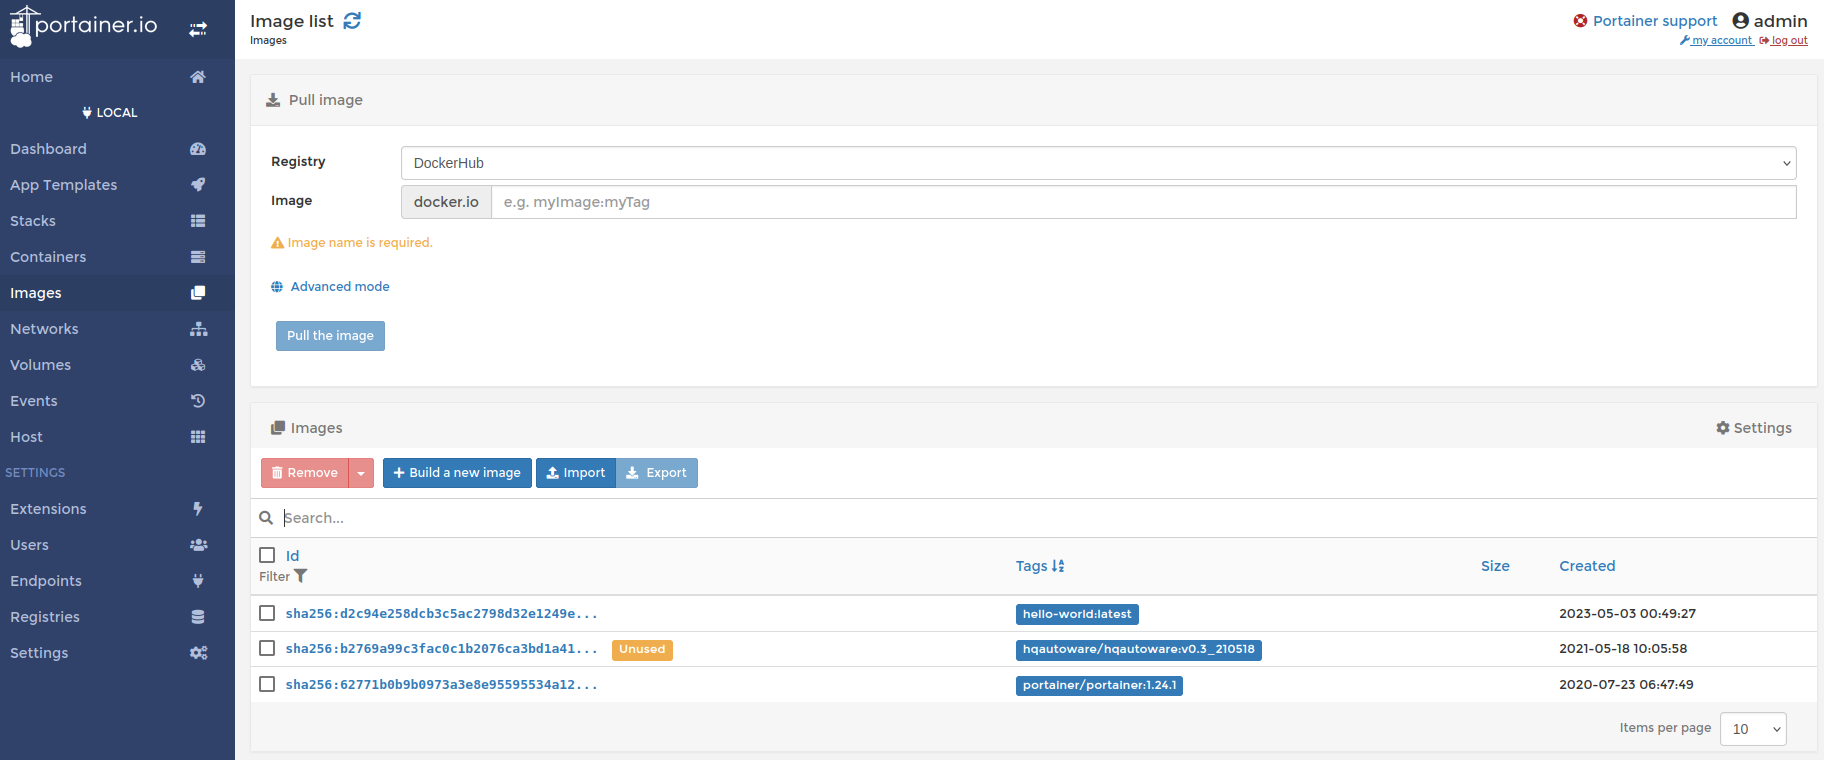 portainer.io
Home
LOCAL
Dashboard
App Templates
Stacks
Containers
Images
Networks
Volumes
Events
Host
SETTINGS
Extensions
Users
Endpoints
Registries
Settings
Image list
Images
Portainer support admin
my account log out
Pull image
Registry DockerHub
Image docker.io e.g. myImage:myTag
Image name is required.
Advanced mode
Pull the image
Images Settings
Remove Build a new image Import Export
Search...
Id Tags Size Created
Filter
sha256:d2c94e258dcb3c5ac2798d32e1249e... hello-world:latest 2023-05-03 00:49:27
sha256:b2769a99c3fac0c1b2076ca3bd1a41... Unused hqautoware/hqautoware:v0.3_210518 2021-05-18 10:05:58
sha256:62771b0b9b0973a3e8e95595534a12... portainer/portainer:1.24.1 2020-07-23 06:47:49
Items per page 10